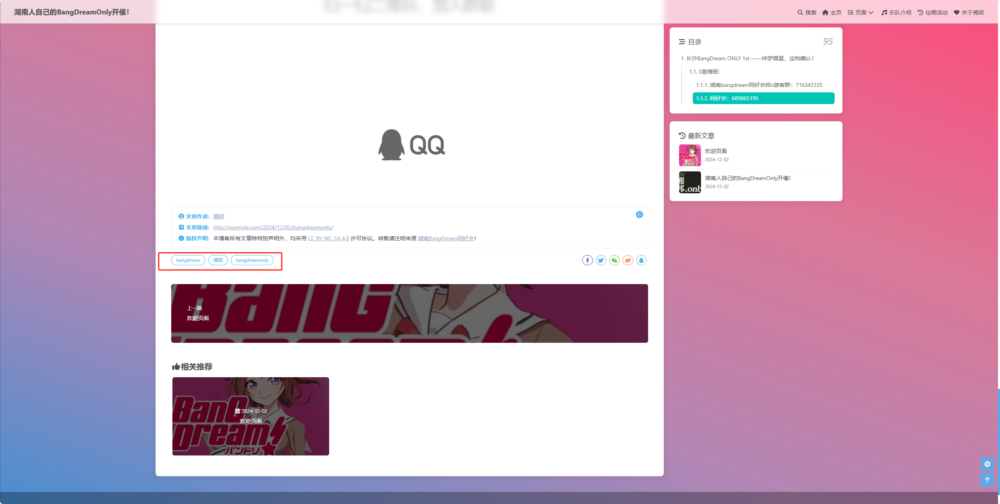 湖南人自己的BangDreamOnly开催！
搜索 主页 页面 乐队介绍 往期活动 关于湘邦
目录 95
1. 长沙BangDream ONLY 1st ——绊梦熠星，定档确认！
1.1. 0宣情报：
1.1.1. 湖南bangdream同好会邦o游客群：716343335
1.1.2. 同好会：689865195
最新文章
欢迎页面
2024-12-02
湘邦、only
湖南人自己的BangDreamOnly开催！
2024-12-02
QQ
文章作者: 湘邦
文章链接: http://example.com/2024/12/02/bangdreamonly/
版权声明: 本博客所有文章除特别声明外，均采用 CC BY-NC-SA 4.0 许可协议。转载请注明来源 湖南BangDream同好会！
bangdream 湘邦 bangdreamonly
上一篇
欢迎页面
相关推荐
BanG
Dream!
バンドリ
2024-12-02
欢迎页面